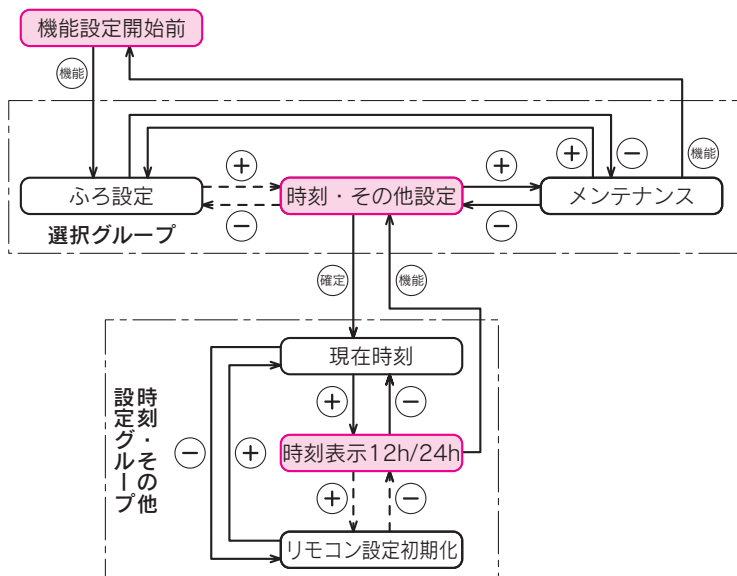 機能設定開始前
機能
＋
－
機能
＋
＋
－
ふろ設定
時刻・その他設定
メンテナンス
－
－
選択グループ
確定
機能
現在時刻
＋
－
時刻・その他
設定グループ
－
＋
時刻表示12h/24h
＋
－
リモコン設定初期化